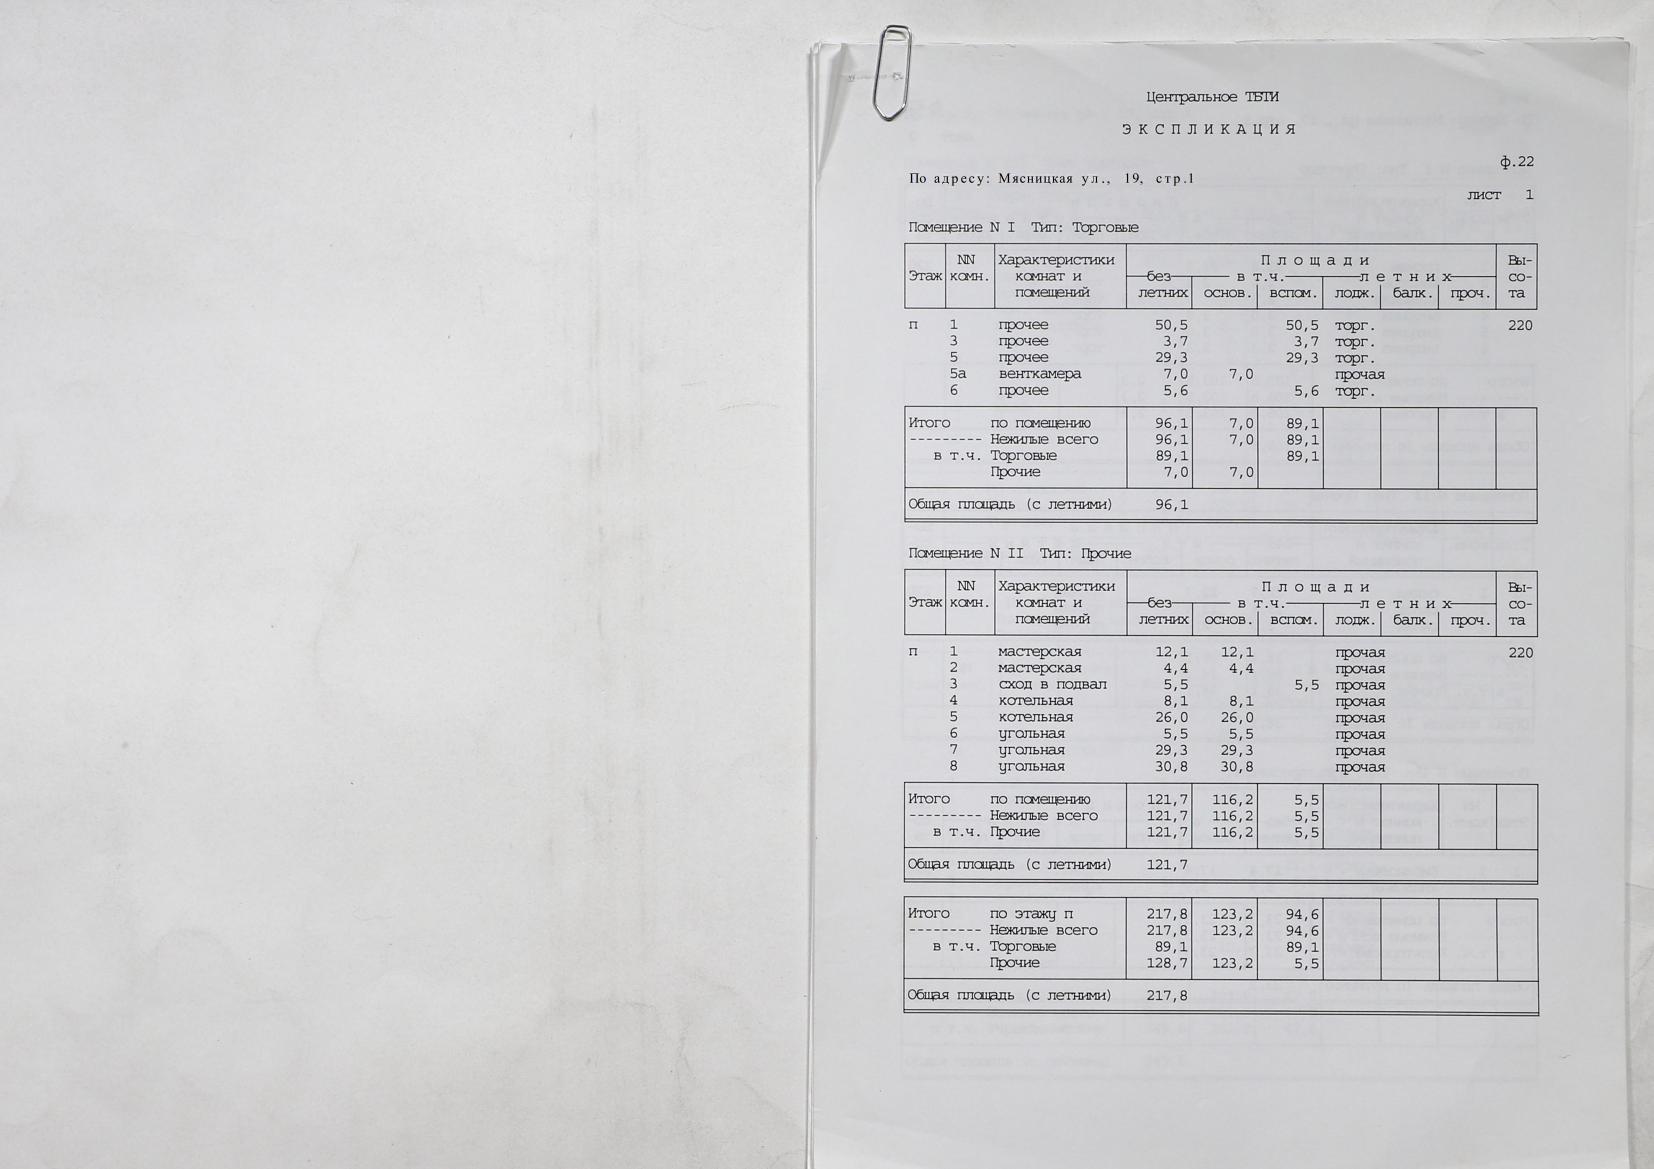 Центральное ТБТИ
ЭКСПЛИКАЦИЯ
ф.22
По адресу: Мясницкая ул., 19, стр.1
лист 1
Помещение N I Тип: Торговые
NN Характеристики Площади Вы-
Этаж комн. комнат и без в т.ч. летних со-
помещений летних основ. вспом. лодж. балк. проч. та
п 1 прочее 50,5 50,5 торг. 220
3 прочее 3,7 3,7 торг.
5 прочее 29,3 29,3 торг.
5а венткамера 7,0 7,0 прочая
6 прочее 5,6 5,6 торг.
Итого по помещению 96,1 7,0 89,1
--------- Нежилые всего 96,1 7,0 89,1
в т.ч. Торговые 89,1 89,1
Прочие 7,0 7,0
Общая площадь (с летними) 96,1
Помещение N II Тип: Прочие
NN Характеристики Площади Вы-
Этаж комн. комнат и без в т.ч. летних со-
помещений летних основ. вспом. лодж. балк. проч. та
п 1 мастерская 12,1 12,1 прочая 220
2 мастерская 4,4 4,4 прочая
3 сход в подвал 5,5 5,5 прочая
4 котельная 8,1 8,1 прочая
5 котельная 26,0 26,0 прочая
6 угольная 5,5 5,5 прочая
7 угольная 29,3 29,3 прочая
8 угольная 30,8 30,8 прочая
Итого по помещению 121,7 116,2 5,5
--------- Нежилые всего 121,7 116,2 5,5
в т.ч. Прочие 121,7 116,2 5,5
Общая площадь (с летними) 121,7
Итого по этажу п 217,8 123,2 94,6
--------- Нежилые всего 217,8 123,2 94,6
в т.ч. Торговые 89,1 89,1
Прочие 128,7 123,2 5,5
Общая площадь (с летними) 217,8